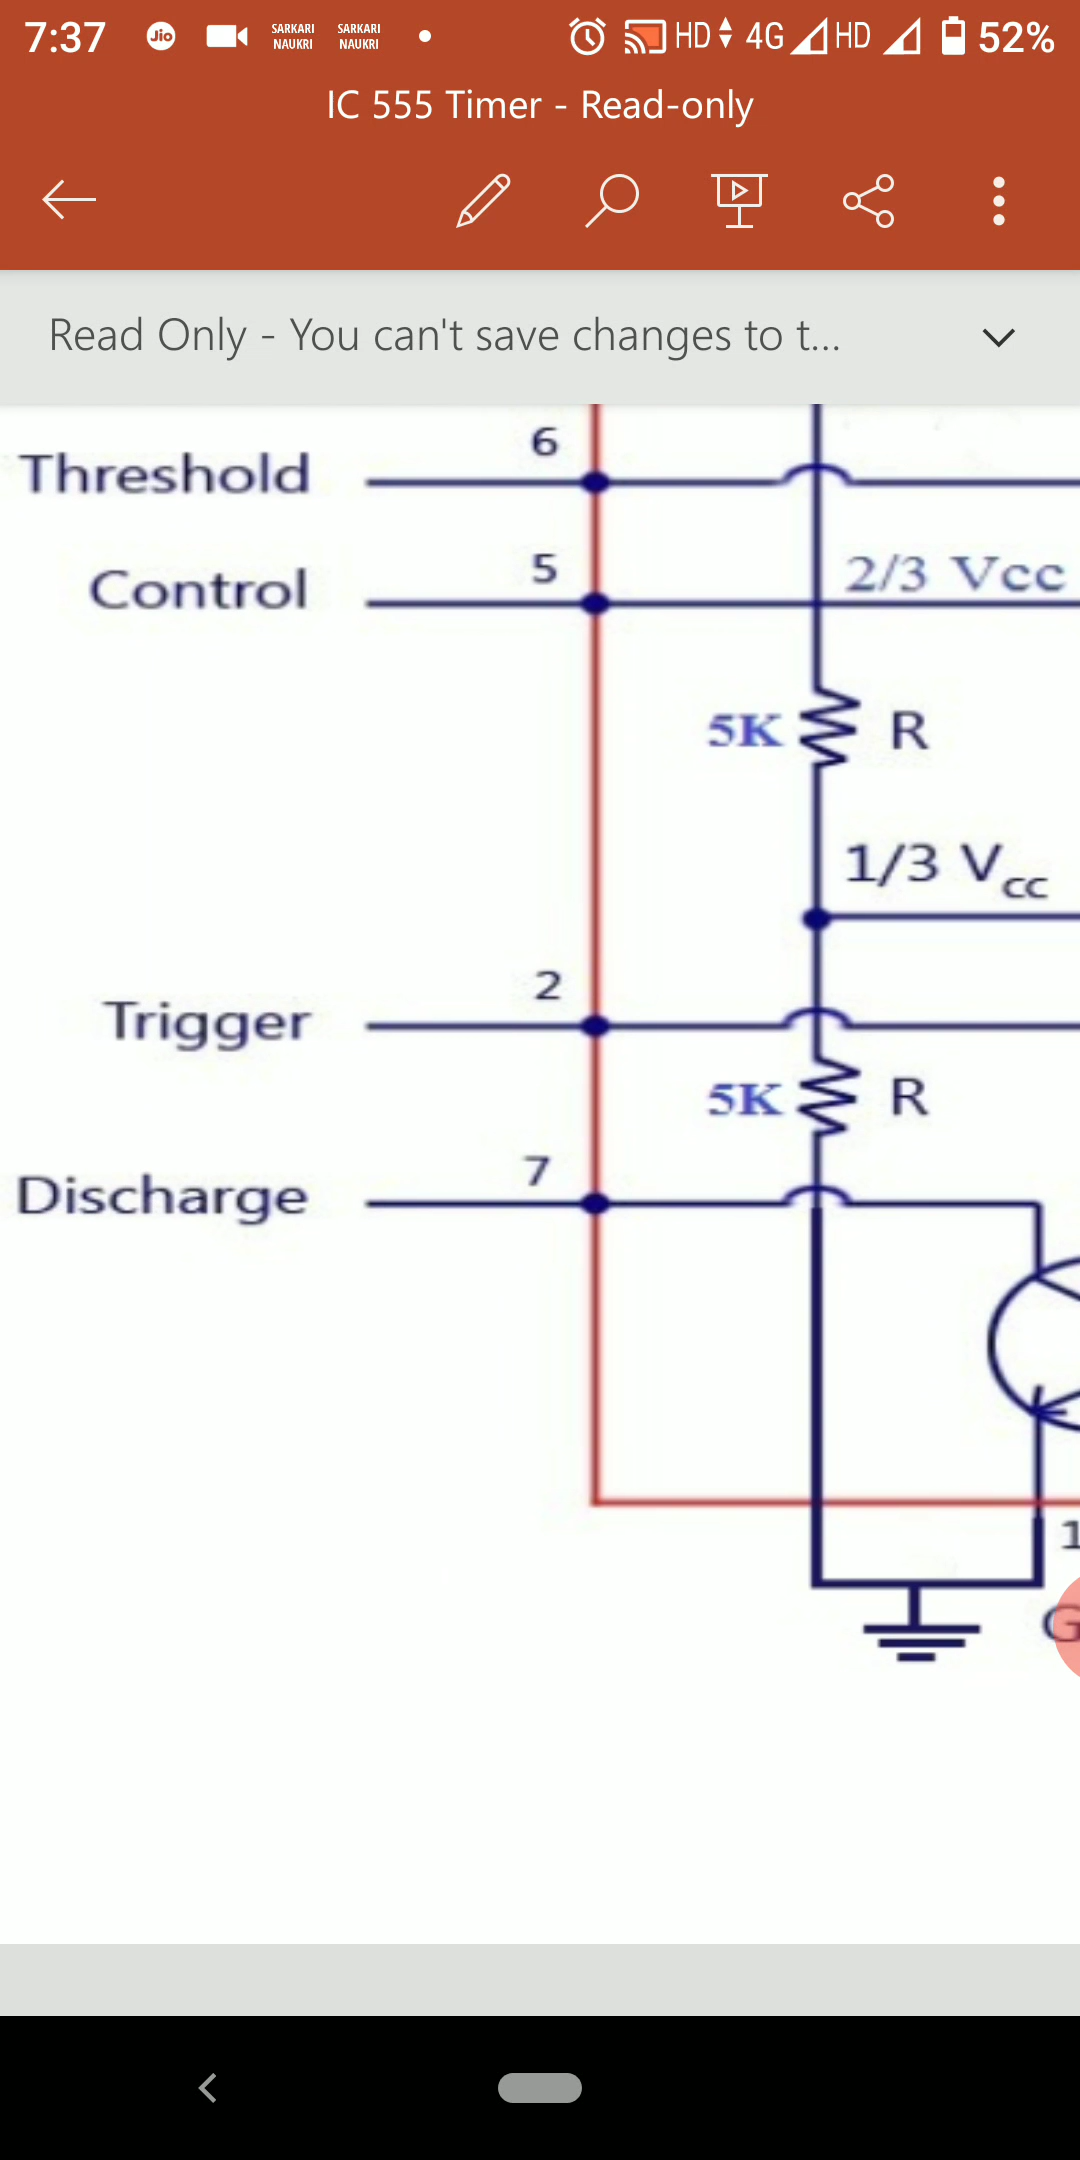 7:37 Jio SARKARI NAUKRI SARKARI NAUKRI HD 4G HD 52%
IC 555 Timer - Read-only
Read Only - You can't save changes to t...
6
Threshold
5
Control
2/3 Vcc
5K R
1/3 Vcc
2
Trigger
5K R
7
Discharge
1
G